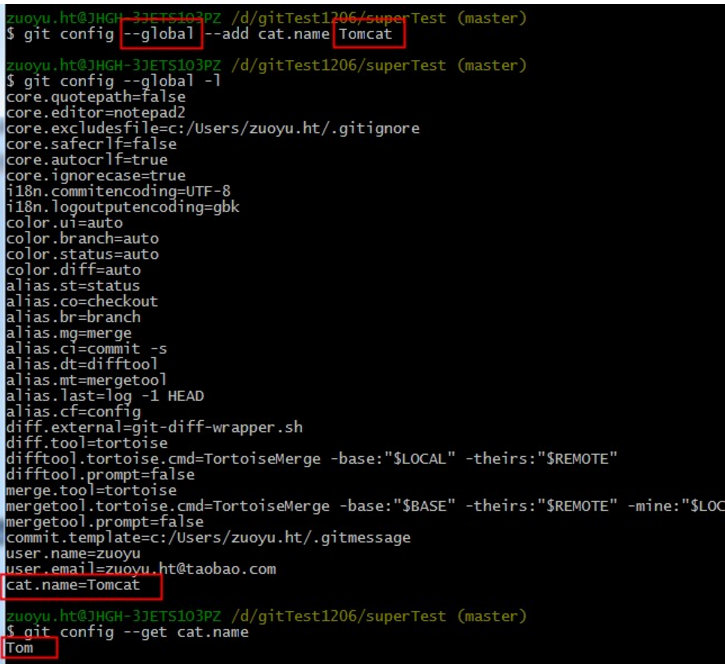 zuoyu.ht@JHGH-3JETS1O3PZ /d/gitTest1206/superTest (master)
$ git config --global --add cat.name Tomcat
zuoyu.ht@JHGH-3JETS1O3PZ /d/gitTest1206/superTest (master)
$ git config --global -l
core.quotepath=false
core.editor=notepad2
core.excludesfile=c:/Users/zuoyu.ht/.gitignore
core.safecrlf=false
core.autocrlf=true
core.ignorecase=true
i18n.commitencoding=UTF-8
i18n.logoutputencoding=gbk
color.ui=auto
color.branch=auto
color.status=auto
color.diff=auto
alias.st=status
alias.co=checkout
alias.br=branch
alias.mg=merge
alias.ci=commit -s
alias.dt=difftool
alias.mt=mergetool
alias.last=log -1 HEAD
alias.cf=config
diff.external=git-diff-wrapper.sh
diff.tool=tortoise
difftool.tortoise.cmd=TortoiseMerge -base:"$LOCAL" -theirs:"$REMOTE"
difftool.prompt=false
merge.tool=tortoise
mergetool.tortoise.cmd=TortoiseMerge -base:"$BASE" -theirs:"$REMOTE" -mine:"$LOC
mergetool.prompt=false
commit.template=c:/Users/zuoyu.ht/.gitmessage
user.name=zuoyu
user.email=zuoyu.ht@taobao.com
cat.name=Tomcat
zuoyu.ht@JHGH-3JETS1O3PZ /d/gitTest1206/superTest (master)
$ git config --get cat.name
Tom